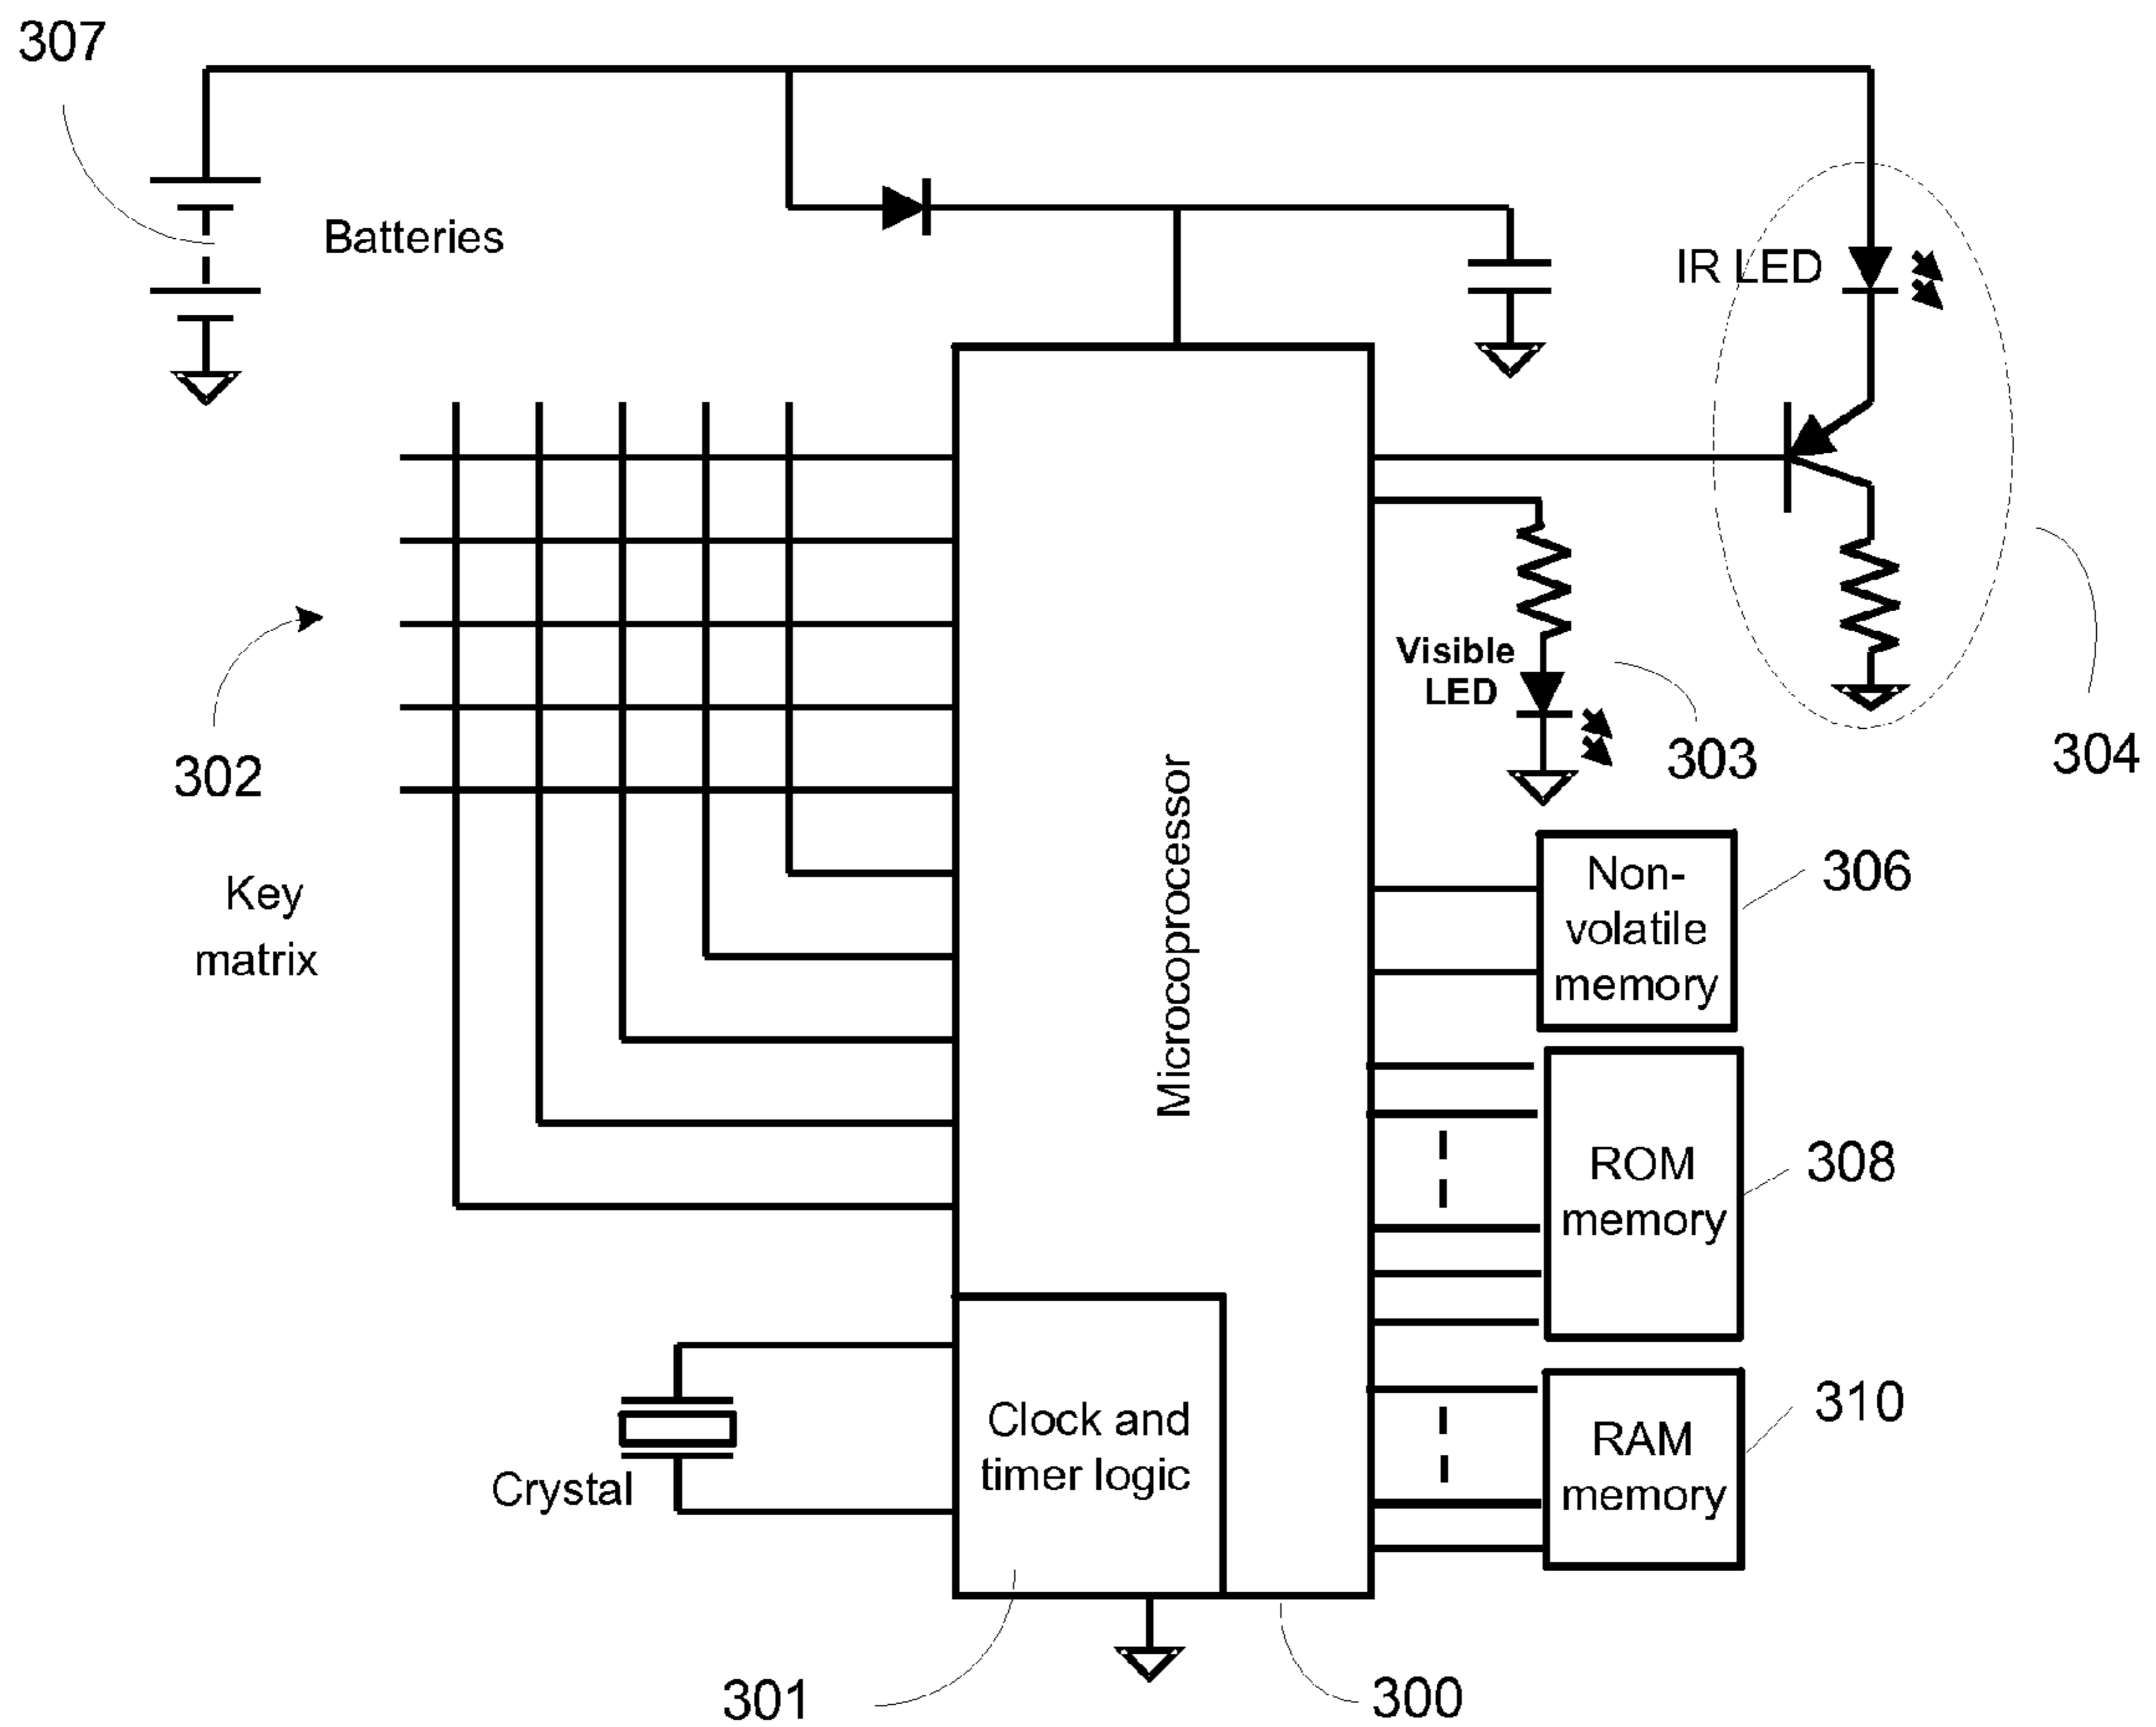 307
Batteries
IR LED
302
Key
matrix
Microcoprocessor
Visible
LED
303
304
Non-
volatile
memory
306
ROM
memory
308
RAM
memory
310
Clock and
timer logic
Crystal
301
300